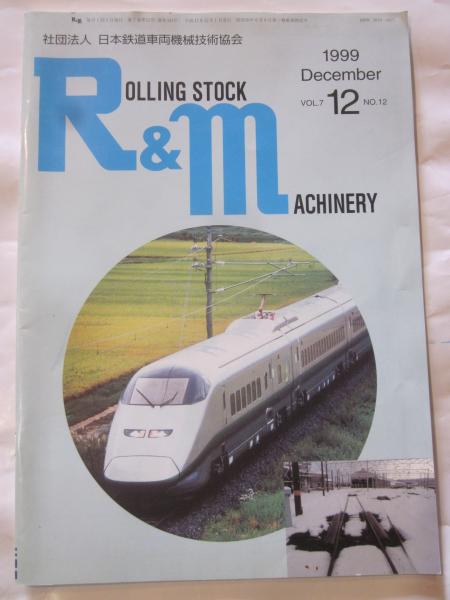 社団法人 日本鉄道車両機械技術協会
1999
December
VOL.7 12 NO.12
ROLLING STOCK
&
MACHINERY